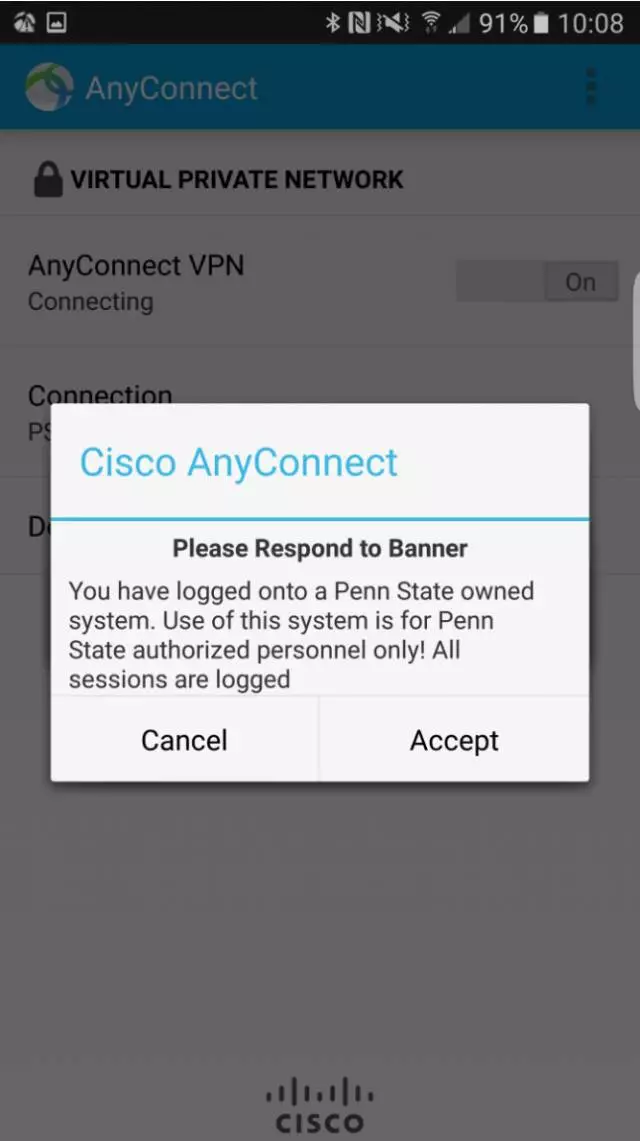 91% 10:08
AnyConnect
VIRTUAL PRIVATE NETWORK
AnyConnect VPN
On
Connecting
Connection
PS
De
Cisco AnyConnect
Please Respond to Banner
You have logged onto a Penn State owned
system. Use of this system is for Penn
State authorized personnel only! All
sessions are logged
Cancel Accept
CISCO